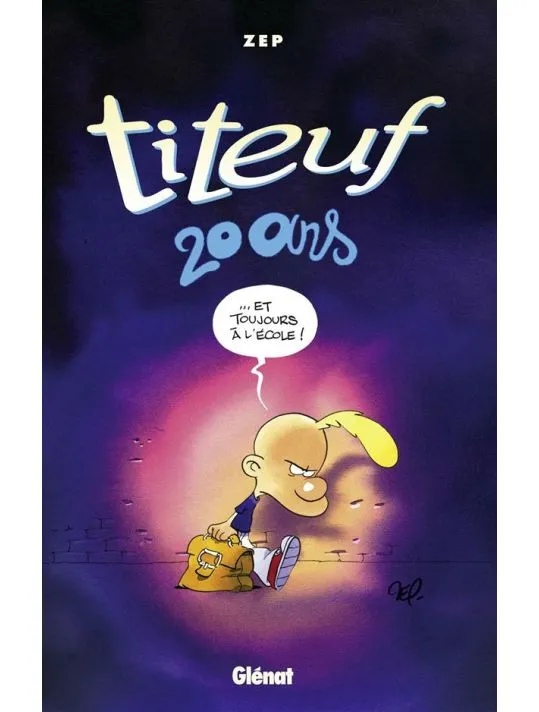 ZEP
titeuf
20 ans
... ET
TOUJOURS
À L'ÉCOLE !
ZEP.
Glénat